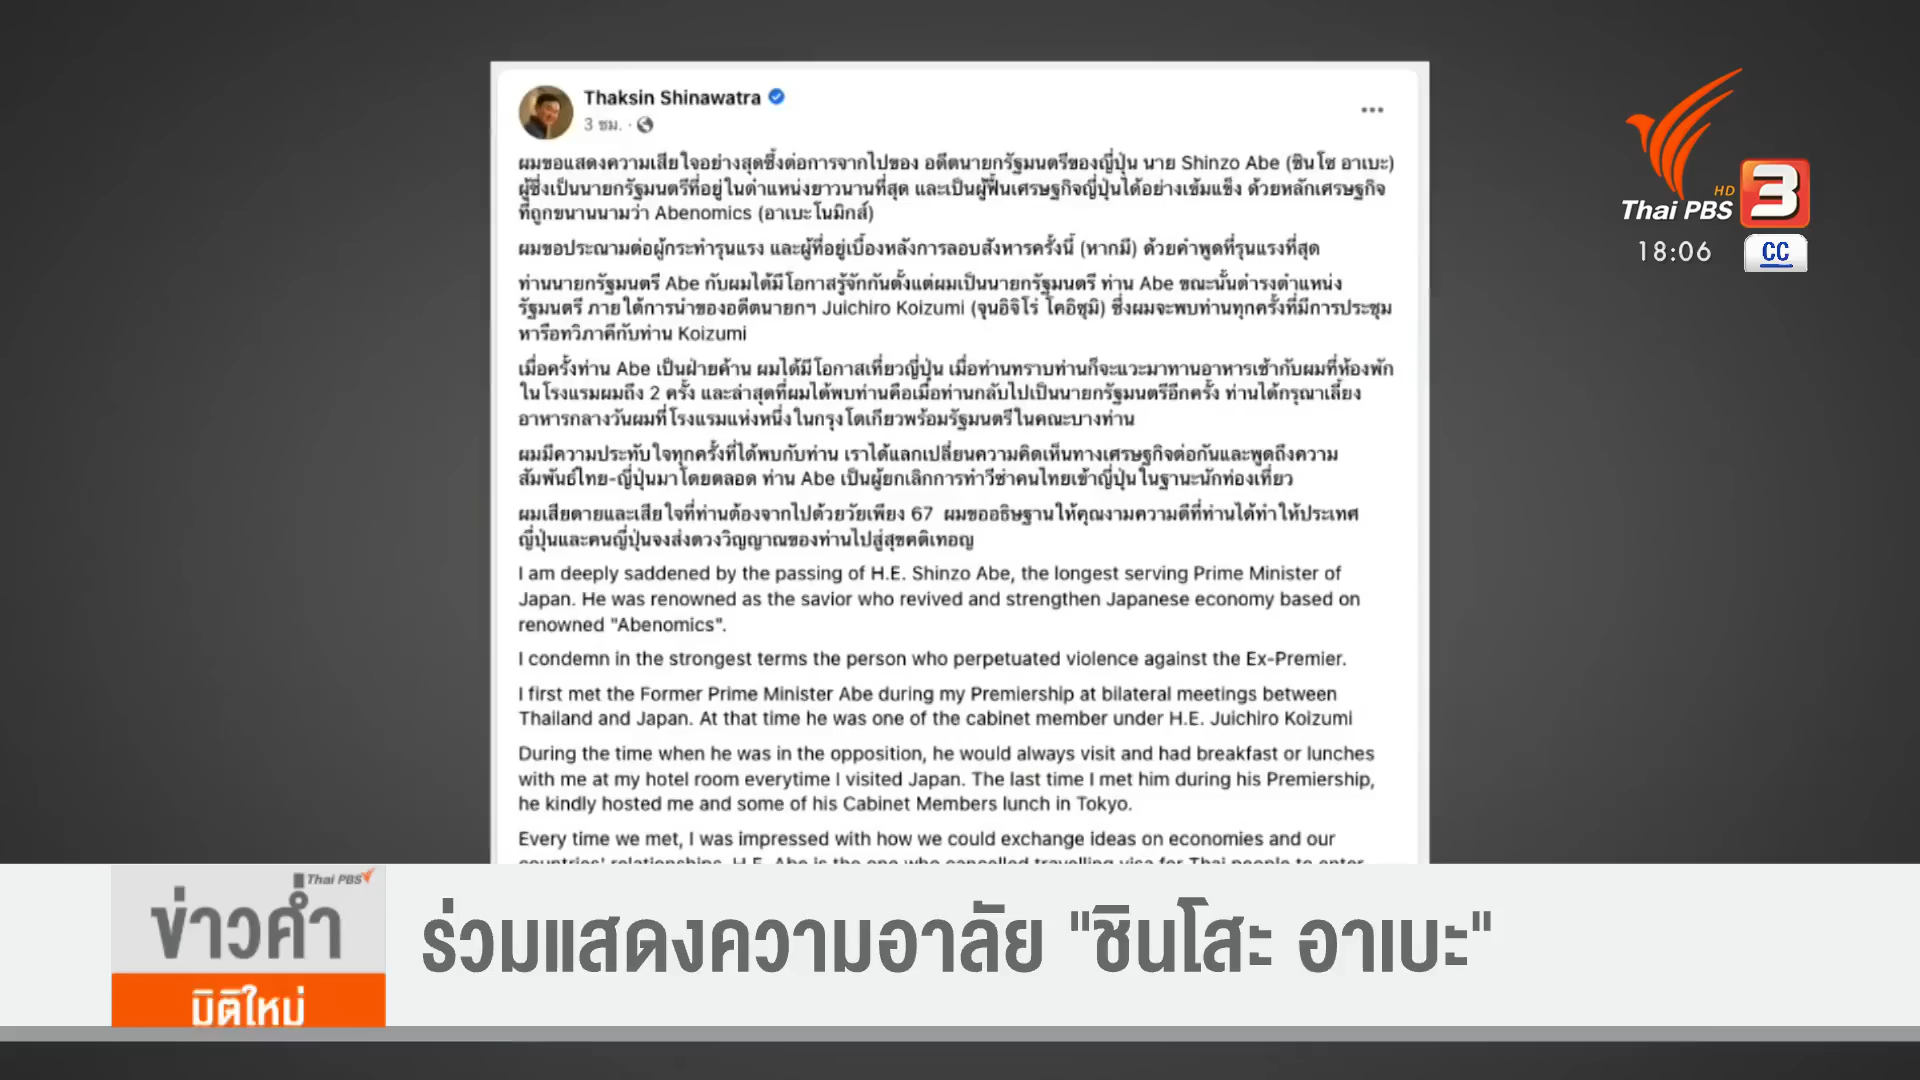 Thaksin Shinawatra
3 ชม. ·
ผมขอแสดงความเสียใจอย่างสุดซึ้งต่อการจากไปของ อดีตนายกรัฐมนตรีของญี่ปุ่น นาย Shinzo Abe (ชินโซ อาเบะ)
ผู้ซึ่งเป็นนายกรัฐมนตรีที่อยู่ในตำแหน่งยาวนานที่สุด และเป็นผู้ฟื้นเศรษฐกิจญี่ปุ่นได้อย่างเข้มแข็ง ด้วยหลักเศรษฐกิจ
ที่ถูกขนานนามว่า Abenomics (อาเบะโนมิกส์)
ผมขอประณามต่อผู้กระทำรุนแรง และผู้ที่อยู่เบื้องหลังการลอบสังหารครั้งนี้ (หากมี) ด้วยคำพูดที่รุนแรงที่สุด
ท่านนายกรัฐมนตรี Abe กับผมได้มีโอกาสรู้จักกันตั้งแต่ผมเป็นนายกรัฐมนตรี ท่าน Abe ขณะนั้นดำรงตำแหน่ง
รัฐมนตรี ภายใต้การนำของอดีตนายกฯ Juichiro Koizumi (จุนอิจิโร่ โคอิซุมิ) ซึ่งผมจะพบท่านทุกครั้งที่มีการประชุม
หารือทวิภาคีกับท่าน Koizumi
เมื่อครั้งท่าน Abe เป็นฝ่ายค้าน ผมได้มีโอกาสเที่ยวญี่ปุ่น เมื่อท่านทราบท่านก็จะแวะมาทานอาหารเช้ากับผมที่ห้องพัก
ในโรงแรมผมถึง 2 ครั้ง และล่าสุดที่ผมได้พบท่านคือเมื่อท่านกลับไปเป็นนายกรัฐมนตรีอีกครั้ง ท่านได้กรุณาเลี้ยง
อาหารกลางวันผมที่โรงแรมแห่งหนึ่งในกรุงโตเกียวพร้อมรัฐมนตรีในคณะบางท่าน
ผมมีความประทับใจทุกครั้งที่ได้พบกับท่าน เราได้แลกเปลี่ยนความคิดเห็นทางเศรษฐกิจต่อกันและพูดถึงความ
สัมพันธ์ไทย-ญี่ปุ่นมาโดยตลอด ท่าน Abe เป็นผู้ยกเลิกการทำวีซ่าคนไทยเข้าญี่ปุ่นในฐานะนักท่องเที่ยว
ผมเสียดายและเสียใจที่ท่านต้องจากไปด้วยวัยเพียง 67 ผมขออธิษฐานให้คุณงามความดีที่ท่านได้ทำให้ประเทศ
ญี่ปุ่นและคนญี่ปุ่นจงส่งดวงวิญญาณของท่านไปสู่สุขคติเทอญ
I am deeply saddened by the passing of H.E. Shinzo Abe, the longest serving Prime Minister of
Japan. He was renowned as the savior who revived and strengthen Japanese economy based on
renowned "Abenomics".
I condemn in the strongest terms the person who perpetuated violence against the Ex-Premier.
I first met the Former Prime Minister Abe during my Premiership at bilateral meetings between
Thailand and Japan. At that time he was one of the cabinet member under H.E. Juichiro Koizumi
During the time when he was in the opposition, he would always visit and had breakfast or lunches
with me at my hotel room everytime I visited Japan. The last time I met him during his Premiership,
he kindly hosted me and some of his Cabinet Members lunch in Tokyo.
Every time we met, I was impressed with how we could exchange ideas on economies and our
countries' relationships. H.E. Abe is the one who cancelled travelling visa for Thai people to enter
Thai PBS HD 3
18:06 CC
Thai PBS
ข่าวค่ำ
มิติใหม่
ร่วมแสดงความอาลัย "ชินโสะ อาเบะ"